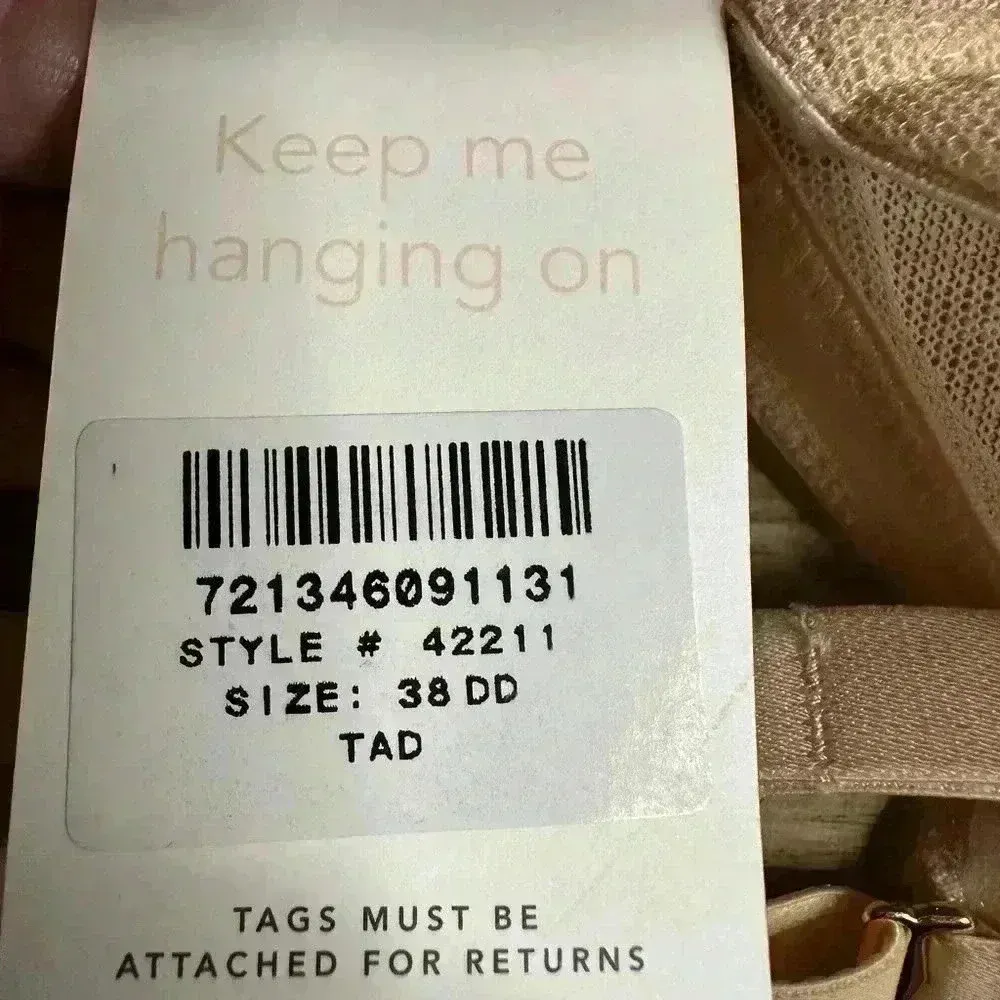 Keep me
hanging on
721346091131
STYLE # 42211
SIZE: 38DD
TAD
TAGS MUST BE
ATTACHED FOR RETURNS